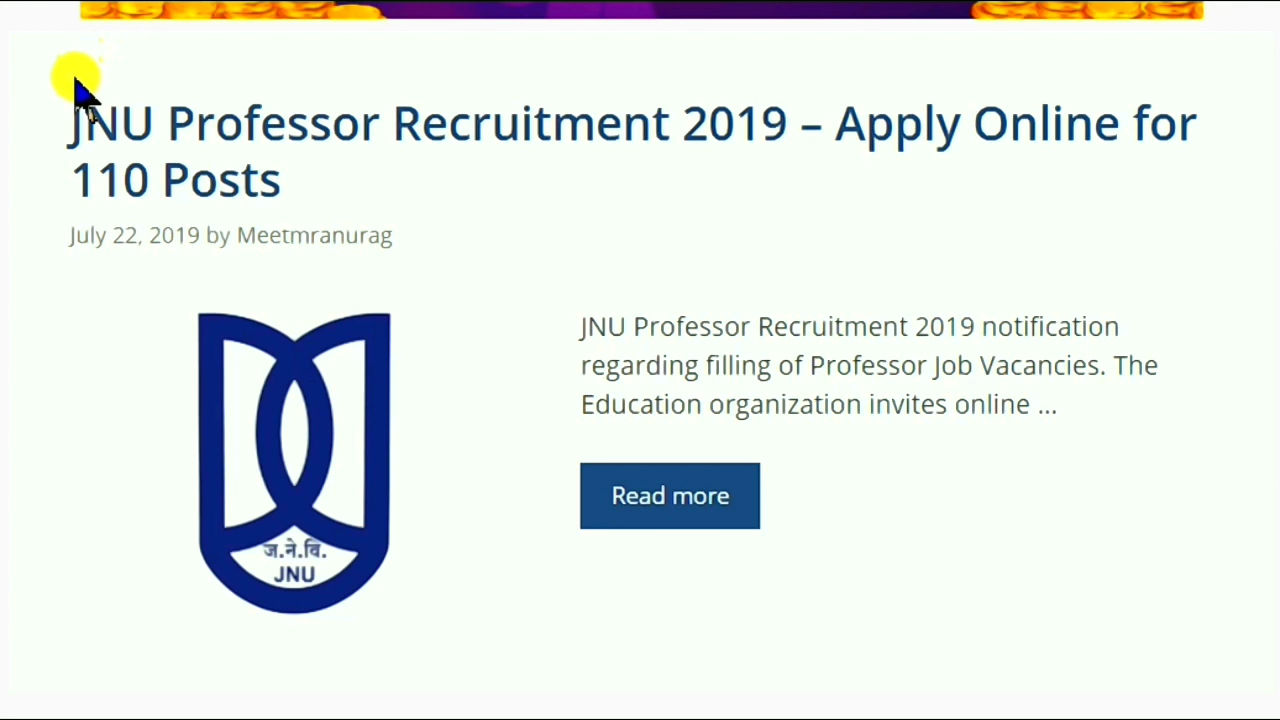 JNU Professor Recruitment 2019 – Apply Online for
110 Posts
July 22, 2019 by Meetmranurag
JNU Professor Recruitment 2019 notification
regarding filling of Professor Job Vacancies. The
Education organization invites online ...
Read more
ज.ने.वि.
JNU